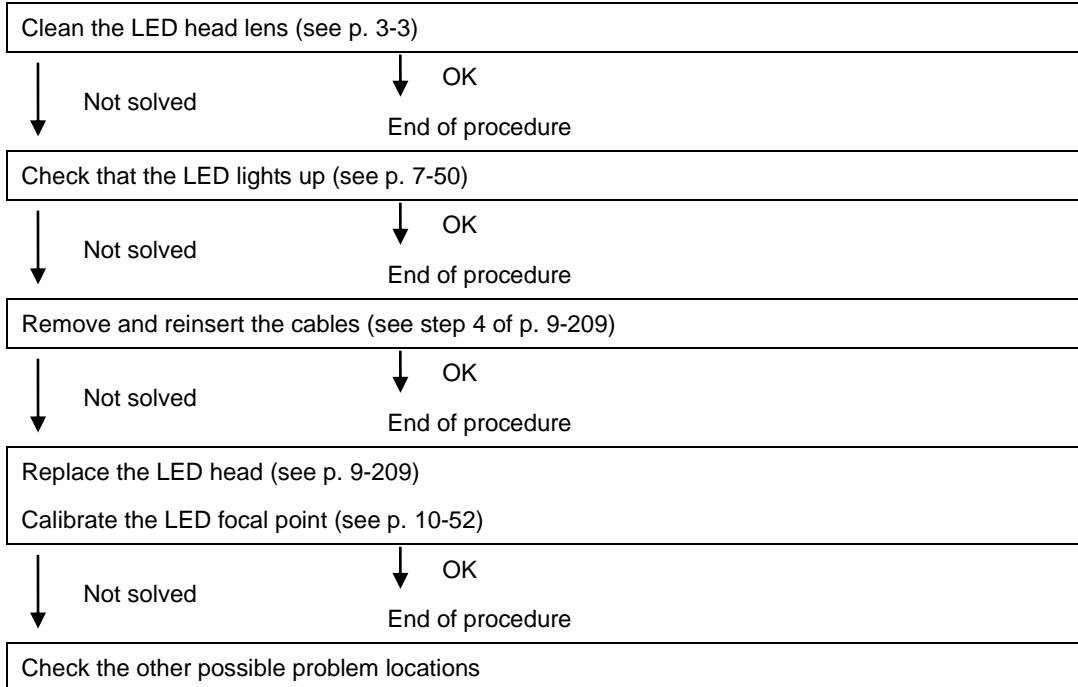 Clean the LED head lens (see p. 3-3)
OK
Not solved
End of procedure
Check that the LED lights up (see p. 7-50)
OK
Not solved
End of procedure
Remove and reinsert the cables (see step 4 of p. 9-209)
OK
Not solved
End of procedure
Replace the LED head (see p. 9-209)
Calibrate the LED focal point (see p. 10-52)
OK
Not solved
End of procedure
Check the other possible problem locations